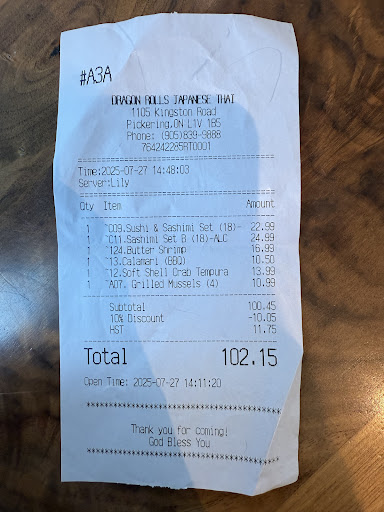 #A3A
DRAGON ROLLS JAPANESE THAI
1105 Kingston Road
Pickering,ON L1V 1B5
Phone: (905)839-9888
764242285RT0001
Time:2025-07-27 14:48:03
Server:Lily
Qty Item Amount
1 ~C09.Sushi & Sashimi Set (18)- 22.99
1 ~C11.Sashimi Set B (18)-ALC 24.99
1 ~124.Butter Shrimp 16.99
1 ~13.Calamari (BBQ) 10.50
1 ~12.Soft Shell Crab Tempura 13.99
1 ~A07. Grilled Mussels (4) 10.99
Subtotal 100.45
10% Discount -10.05
HST 11.75
Total 102.15
Open Time: 2025-07-27 14:11:20
Thank you for coming!
God Bless You